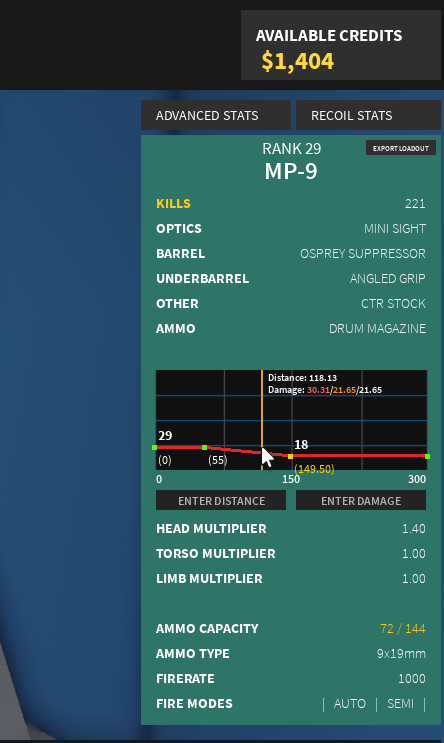 AVAILABLE CREDITS
$1,404
ADVANCED STATS RECOIL STATS
RANK 29 EXPORT LOADOUT
MP-9
KILLS 221
OPTICS MINI SIGHT
BARREL OSPREY SUPPRESSOR
UNDERBARREL ANGLED GRIP
OTHER CTR STOCK
AMMO DRUM MAGAZINE
Distance: 118.13
Damage: 30.31/21.65/21.65
29 18
(0) (55) (149.50)
0 150 300
ENTER DISTANCE ENTER DAMAGE
HEAD MULTIPLIER 1.40
TORSO MULTIPLIER 1.00
LIMB MULTIPLIER 1.00
AMMO CAPACITY 72 / 144
AMMO TYPE 9x19mm
FIRERATE 1000
FIRE MODES | AUTO | SEMI |